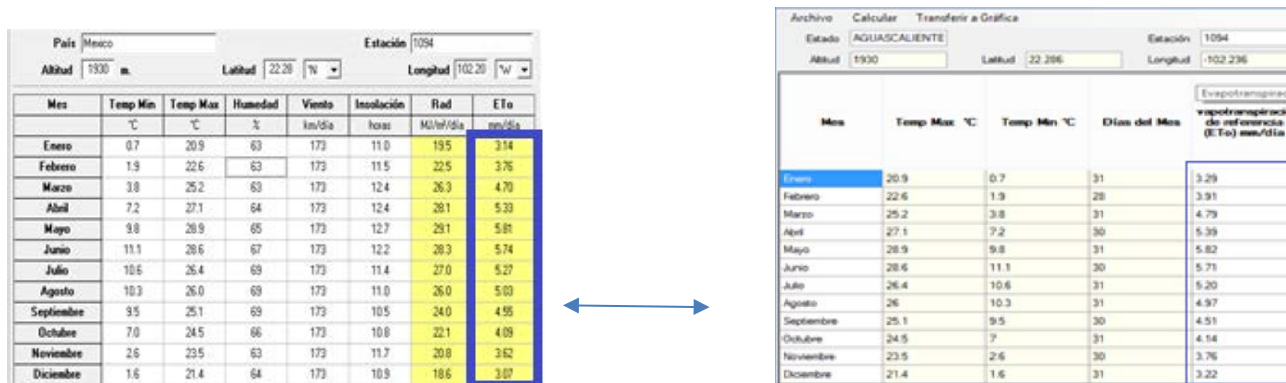 País Mexico Estación 1094
Altitud 1930 m. Latitud 22.28 °N Longitud 102.20 °W
Mes Temp Min Temp Max Humedad Viento Insolación Rad ETo
°C °C % km/día horas MJ/m²/día mm/día
Enero 0.7 20.9 63 173 11.0 19.5 3.14
Febrero 1.9 22.6 63 173 11.5 22.5 3.76
Marzo 3.8 25.2 63 173 12.4 26.3 4.70
Abril 7.2 27.1 64 173 12.4 28.1 5.33
Mayo 9.8 28.9 65 173 12.7 29.1 5.81
Junio 11.1 28.6 67 173 12.2 28.3 5.74
Julio 10.6 26.4 69 173 11.4 27.0 5.27
Agosto 10.3 26.0 69 173 11.0 26.0 5.03
Septiembre 9.5 25.1 69 173 10.5 24.0 4.55
Octubre 7.0 24.5 66 173 10.8 22.1 4.09
Noviembre 2.6 23.5 63 173 11.7 20.8 3.62
Diciembre 1.6 21.4 64 173 10.9 18.6 3.07
Archivo Calcular Transferir a Gráfica
Estado AGUASCALIENTE Estación 1094
Altitud 1930 Latitud 22.286 Longitud -102.236
Evapotranspirac
Mes Temp Max °C Temp Min °C Días del Mes vapotranspiraci
de referencia
(ETo) mm/día
Enero 20.9 0.7 31 3.29
Febrero 22.6 1.9 28 3.91
Marzo 25.2 3.8 31 4.79
Abril 27.1 7.2 30 5.39
Mayo 28.9 9.8 31 5.82
Junio 28.6 11.1 30 5.71
Julio 26.4 10.6 31 5.20
Agosto 26 10.3 31 4.97
Septiembre 25.1 9.5 30 4.51
Octubre 24.5 7 31 4.14
Noviembre 23.5 2.6 30 3.76
Diciembre 21.4 1.6 31 3.22